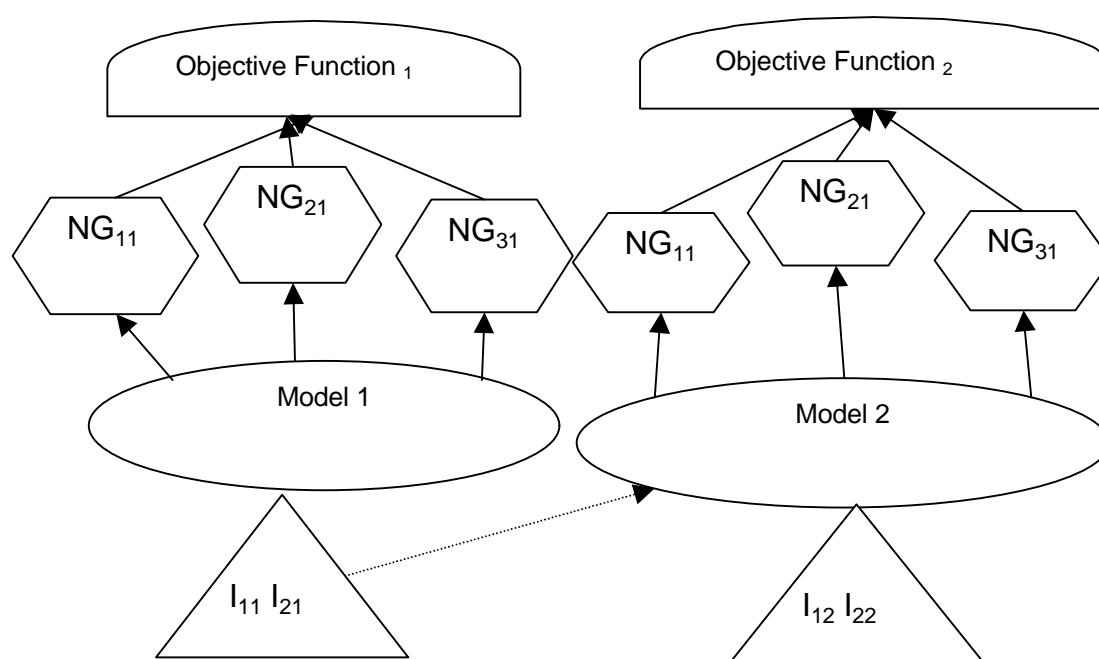 Objective Function ₁
Objective Function ₂
NG₁₁
NG₂₁
NG₃₁
NG₁₁
NG₂₁
NG₃₁
Model 1
Model 2
I₁₁ I₂₁
I₁₂ I₂₂